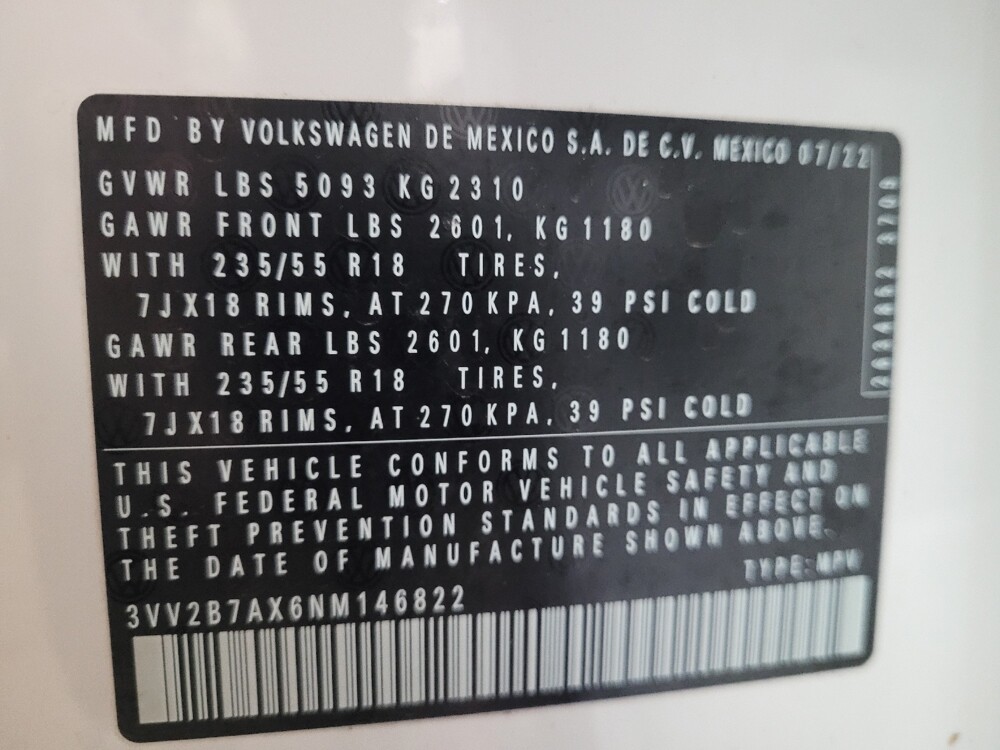 MFD BY VOLKSWAGEN DE MEXICO S.A. DE C.V. MEXICO 07/22
GVWR LBS 5093 KG 2310
GAWR FRONT LBS 2601, KG 1180
WITH 235/55 R18 TIRES,
7JX18 RIMS, AT 270 KPA, 39 PSI COLD
GAWR REAR LBS 2601, KG 1180
WITH 235/55 R18 TIRES,
7JX18 RIMS, AT 270 KPA, 39 PSI COLD
THIS VEHICLE CONFORMS TO ALL APPLICABLE
U.S. FEDERAL MOTOR VEHICLE SAFETY AND
THEFT PREVENTION STANDARDS IN EFFECT ON
THE DATE OF MANUFACTURE SHOWN ABOVE.
TYPE: MPV
3VV2B7AX6NM146822